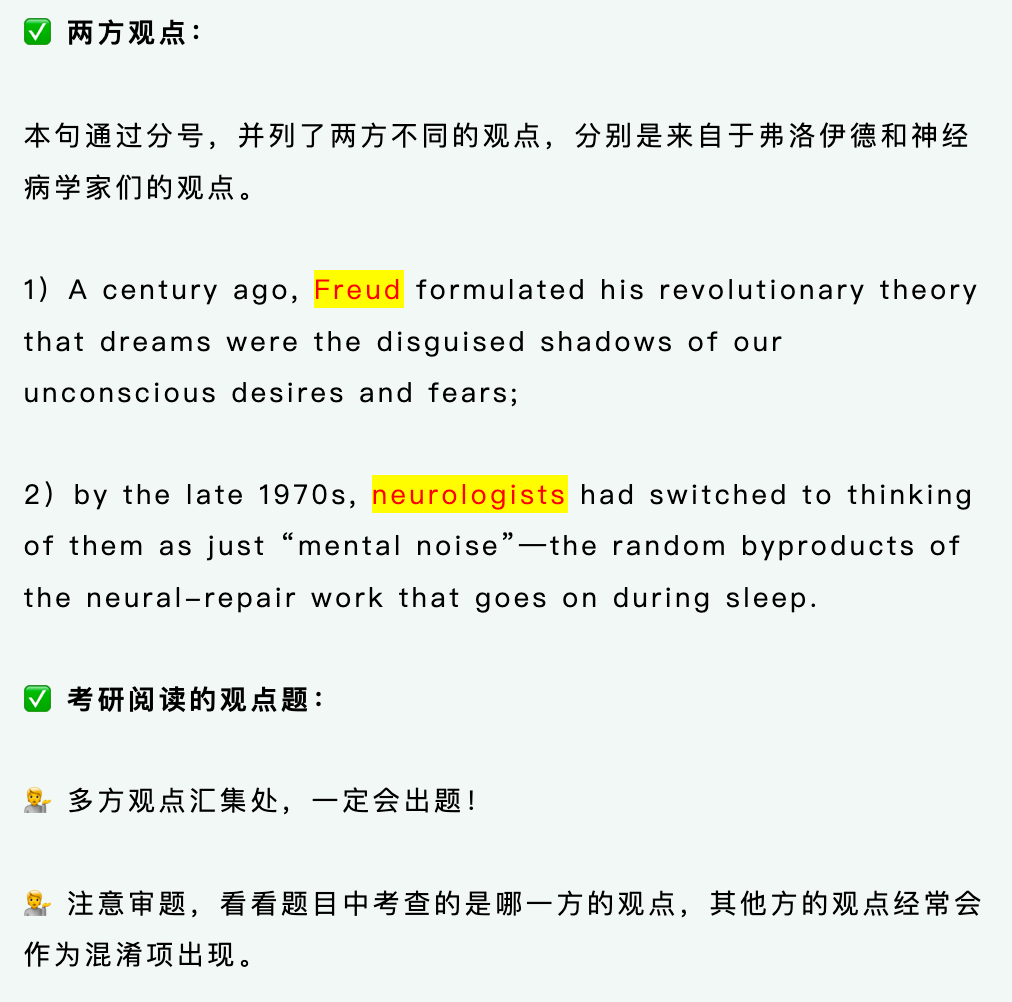 ✅ 两方观点：
本句通过分号，并列了两方不同的观点，分别是来自于弗洛伊德和神经
病学家们的观点。
1）A century ago, Freud formulated his revolutionary theory
that dreams were the disguised shadows of our
unconscious desires and fears;
2）by the late 1970s, neurologists had switched to thinking
of them as just “mental noise”—the random byproducts of
the neural-repair work that goes on during sleep.
✅ 考研阅读的观点题：
💁 多方观点汇集处，一定会出题！
💁 注意审题，看看题目中考查的是哪一方的观点，其他方的观点经常会
作为混淆项出现。